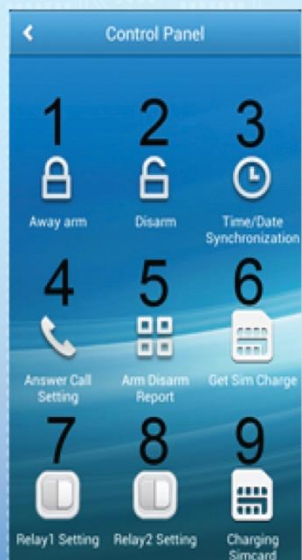 Control Panel
1 2 3
Away arm Disarm Time/Date
Synchronization
4 5 6
Answer Call Arm Disarm Get Sim Charge
Setting Report
7 8 9
Relay1 Setting Relay2 Setting Charging
Simcard